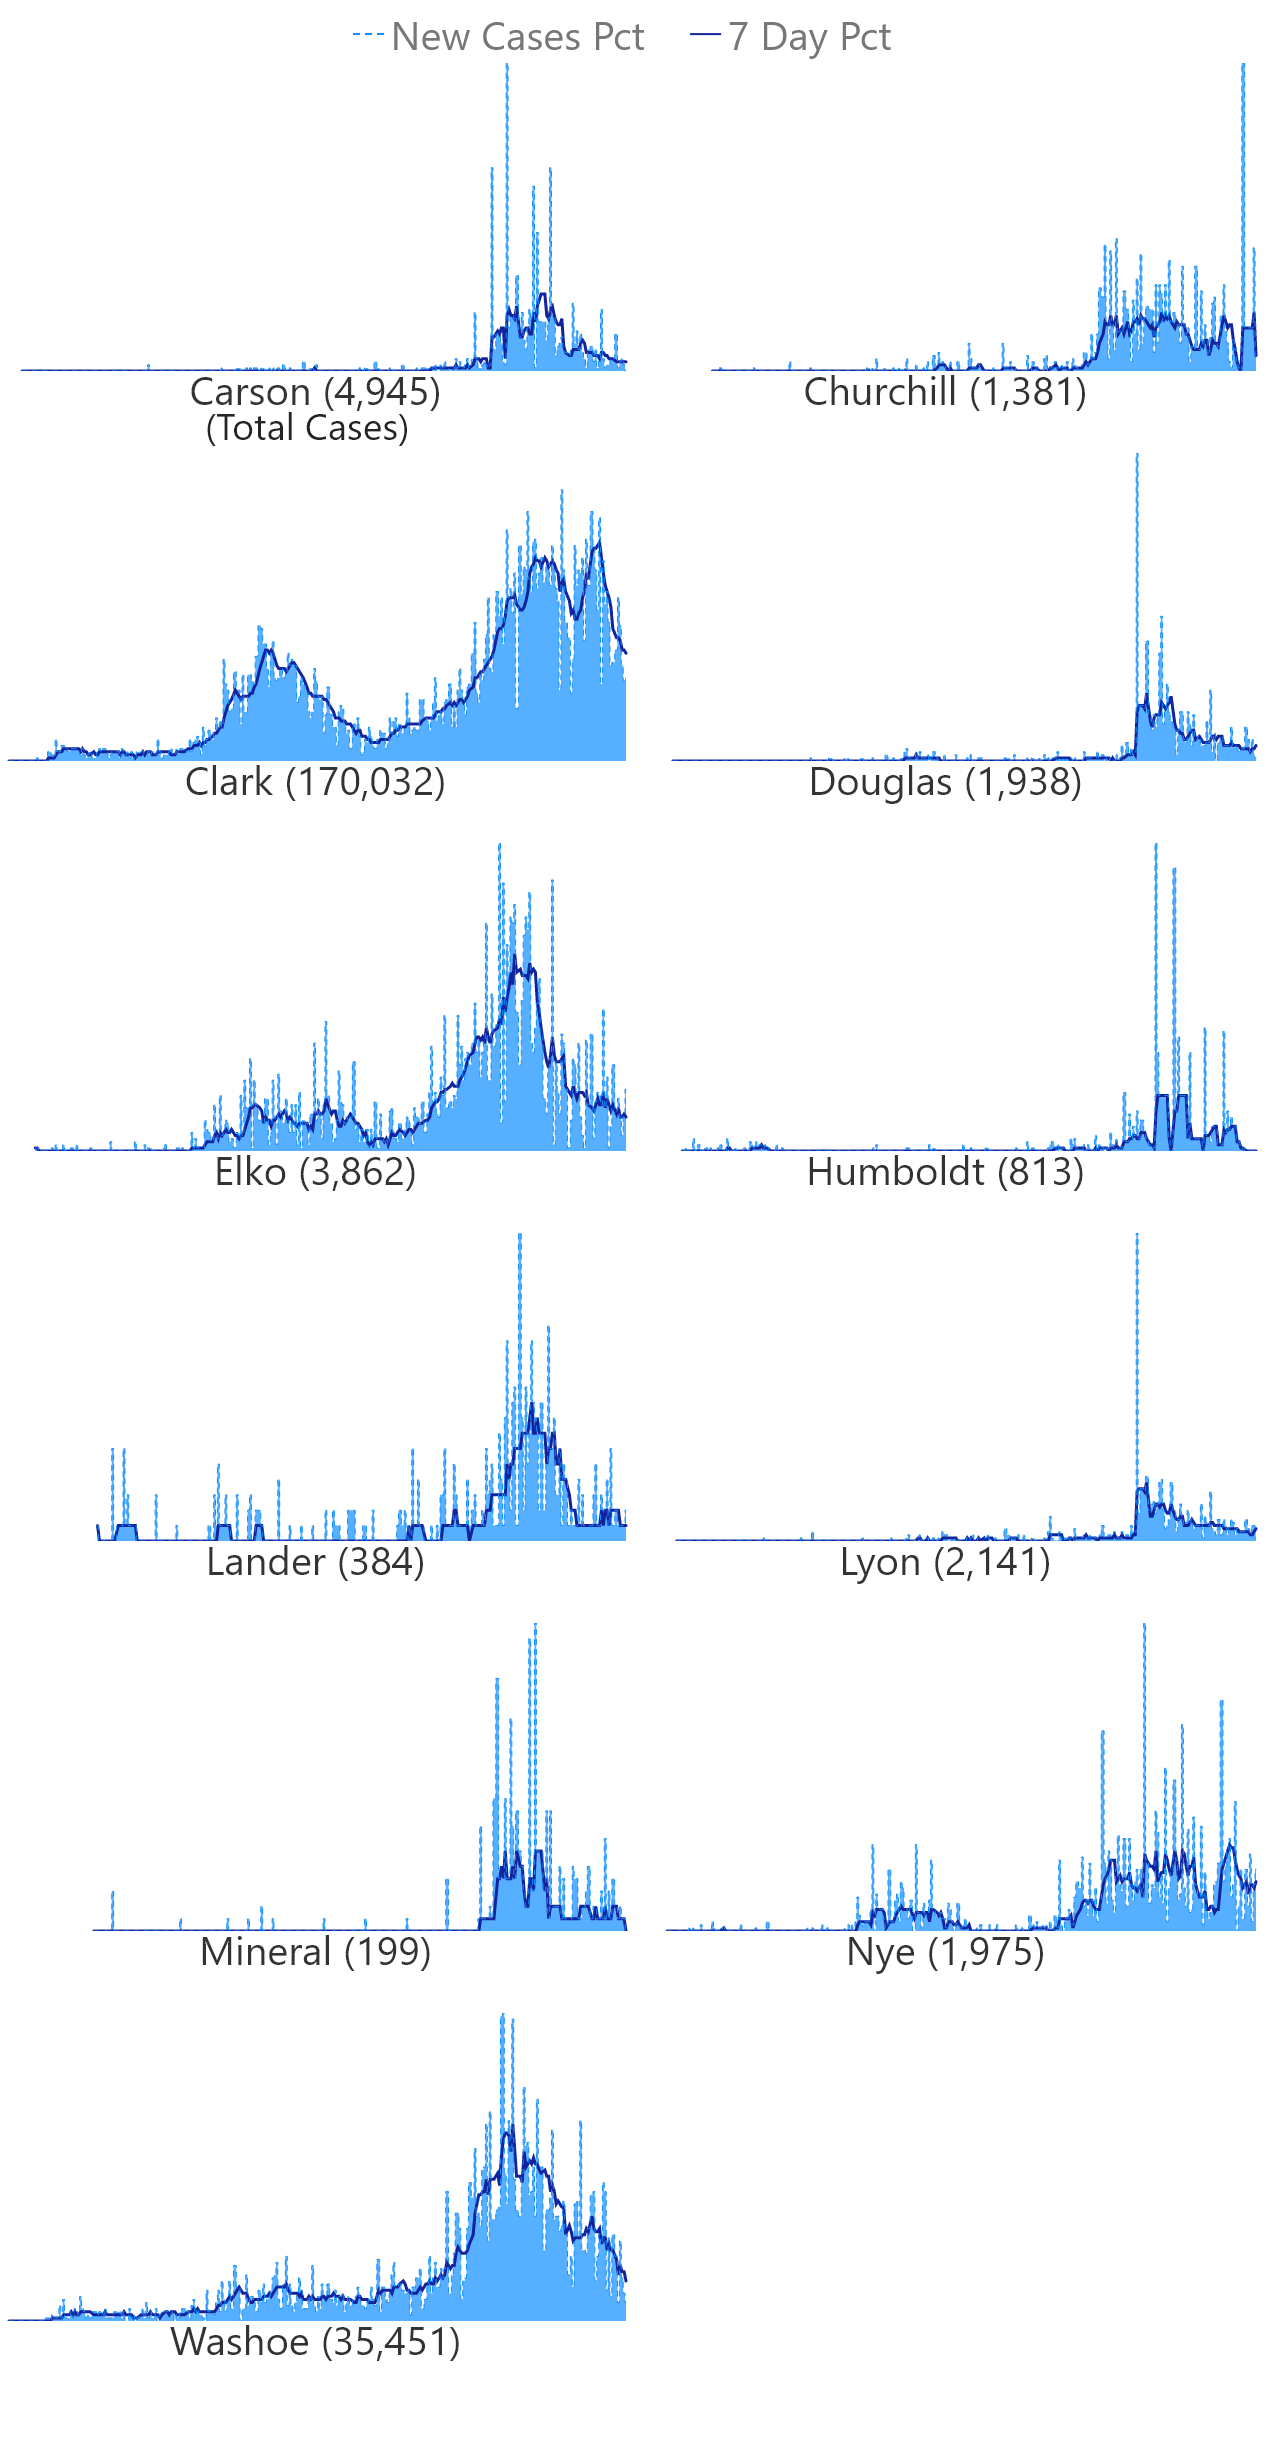 New Cases Pct 7 Day Pct
Carson (4,945) Churchill (1,381)
(Total Cases)
Clark (170,032) Douglas (1,938)
Elko (3,862) Humboldt (813)
Lander (384) Lyon (2,141)
Mineral (199) Nye (1,975)
Washoe (35,451)